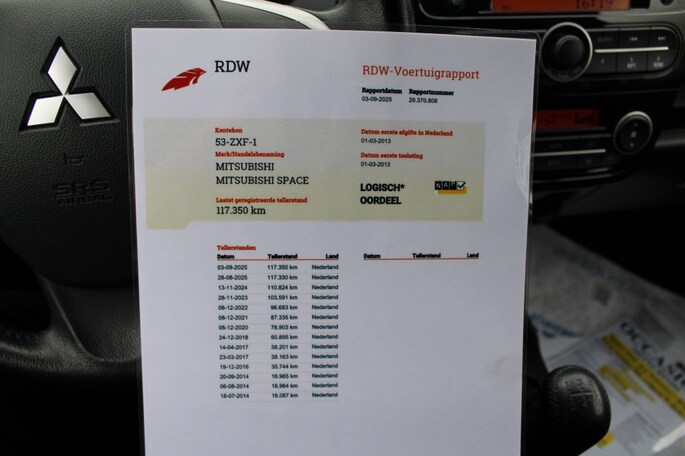 16:19
RDW
RDW-Voertuigrapport
Rapportdatum Rapportnummer
03-09-2025 29.370.808
Kenteken
53-ZXF-1
Merk/Handelsbenaming
MITSUBISHI
MITSUBISHI SPACE
Laatst geregistreerde tellerstand
117.350 km
Datum eerste afgifte in Nederland
01-03-2013
Datum eerste toelating
01-03-2013
LOGISCH*
OORDEEL
NAP
Tellerstanden
Datum Tellerstand Land
03-09-2025 117.350 km Nederland
28-08-2025 117.330 km Nederland
13-11-2024 110.824 km Nederland
28-11-2023 103.591 km Nederland
08-12-2022 96.683 km Nederland
08-12-2021 87.335 km Nederland
08-12-2020 78.903 km Nederland
24-12-2018 60.895 km Nederland
14-04-2017 38.201 km Nederland
23-03-2017 38.163 km Nederland
19-12-2016 35.744 km Nederland
20-09-2014 16.965 km Nederland
06-08-2014 16.964 km Nederland
18-07-2014 16.087 km Nederland
Datum Tellerstand Land
SRS
AIRBAG